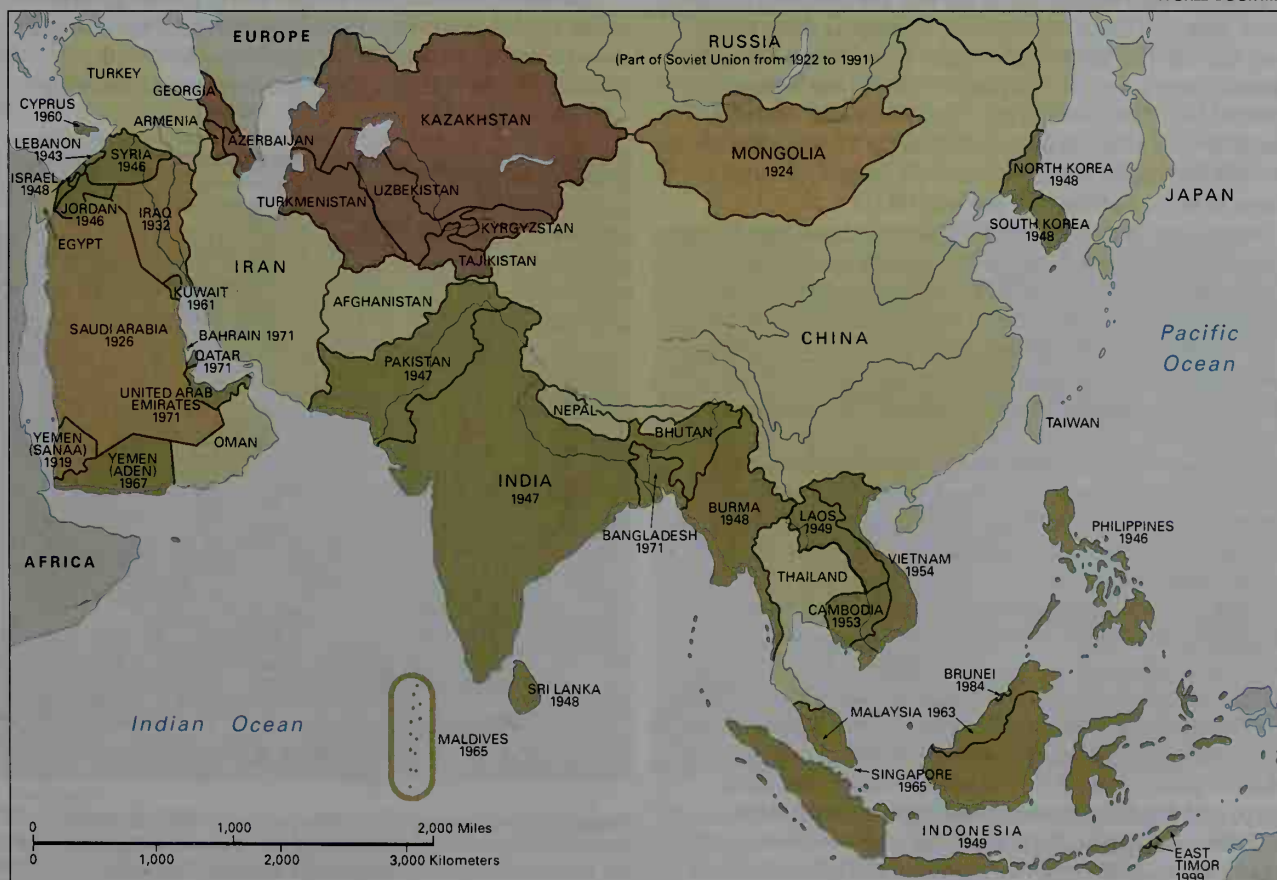 EUROPE
RUSSIA
(Part of Soviet Union from 1922 to 1991)
TURKEY
GEORGIA
CYPRUS
1960
ARMENIA
AZERBAIJAN
KAZAKHSTAN
LEBANON
1943
SYRIA
1946
MONGOLIA
1924
ISRAEL
1948
UZBEKISTAN
TURKMENISTAN
NORTH KOREA
1948
JAPAN
JORDAN
1946
IRAQ
1932
KYRGYZSTAN
SOUTH KOREA
1948
EGYPT
TAJIKISTAN
IRAN
KUWAIT
1961
AFGHANISTAN
SAUDI ARABIA
1926
BAHRAIN 1971
QATAR
1971
CHINA
Pacific
Ocean
PAKISTAN
1947
UNITED ARAB
EMIRATES
1971
NEPAL
BHUTAN
TAIWAN
OMAN
YEMEN
(SANAA)
1919
YEMEN
(ADEN)
1967
INDIA
1947
BURMA
1948
LAOS
1949
BANGLADESH
1971
PHILIPPINES
1946
AFRICA
VIETNAM
1954
THAILAND
CAMBODIA
1953
BRUNEI
1984
SRI LANKA
1948
MALAYSIA 1963
Indian Ocean
MALDIVES
1965
SINGAPORE
1965
0 1,000 2,000 Miles
0 1,000 2,000 3,000 Kilometers
INDONESIA
1949
EAST
TIMOR
1999